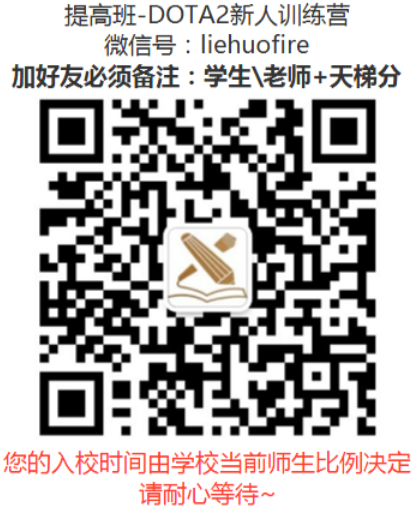 提高班-DOTA2新人训练营
微信号：liehuofire
加好友必须备注：学生\老师+天梯分
您的入校时间由学校当前师生比例决定
请耐心等待~